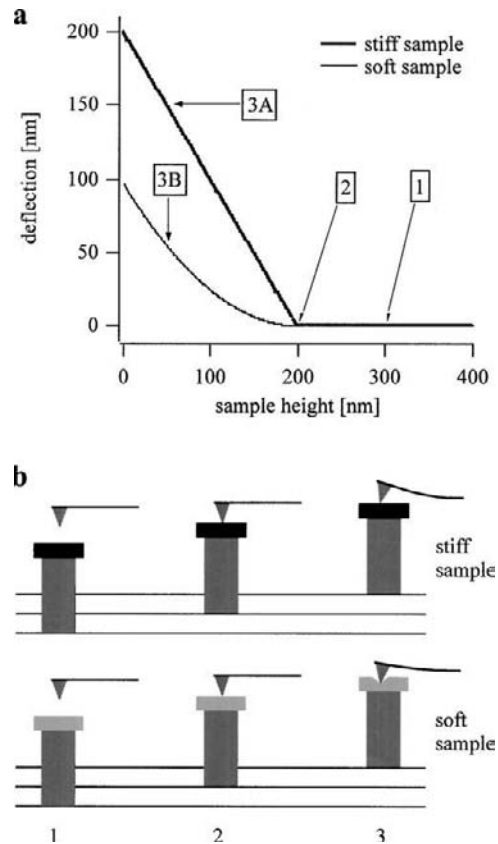 a
200
150
100
50
0
deflection [nm]
stiff sample
soft sample
3A
3B
2
1
0 100 200 300 400
sample height [nm]
b
stiff
sample
soft
sample
1 2 3